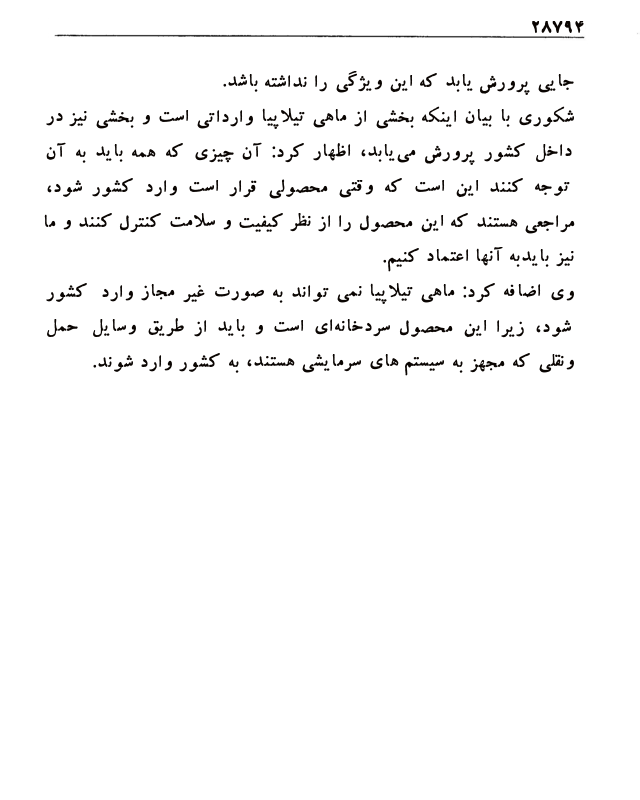 ۲۸۷۹۴
جایی پرورش یابد که این ویژگی را نداشته باشد.
شکوری با بیان اینکه بخشی از ماهی تیلاپیا وارداتی است و بخشی نیز در
داخل کشور پرورش می‌یابد، اظهار کرد: آن چیزی که همه باید به آن
توجه کنند این است که وقتی محصولی قرار است وارد کشور شود،
مراجعی هستند که این محصول را از نظر کیفیت و سلامت کنترل کنند و ما
نیز بایدبه آنها اعتماد کنیم.
وی اضافه کرد: ماهی تیلاپیا نمی تواند به صورت غیر مجاز وارد کشور
شود، زیرا این محصول سردخانه‌ای است و باید از طریق وسایل حمل
ونقلی که مجهز به سیستم های سرمایشی هستند، به کشور وارد شوند.